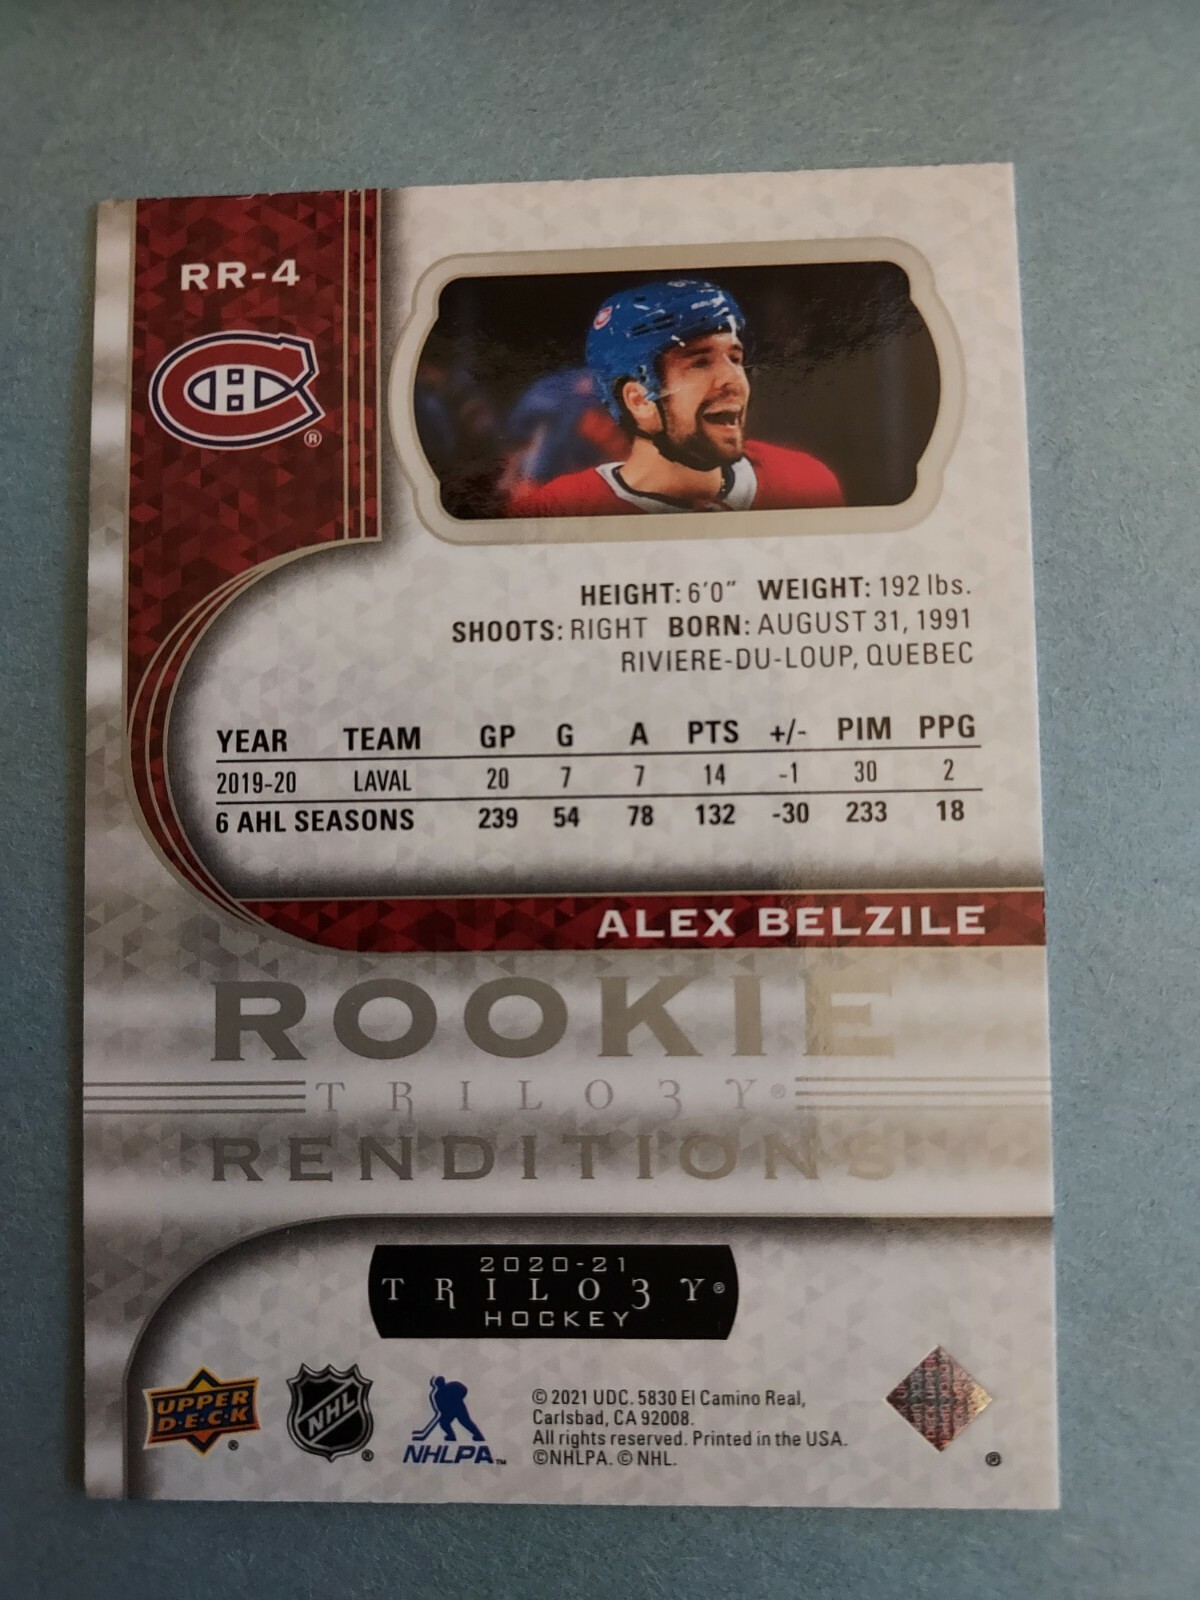 RR-4
®
HEIGHT: 6'0" WEIGHT: 192 lbs.
SHOOTS: RIGHT BORN: AUGUST 31, 1991
RIVIERE-DU-LOUP, QUEBEC
YEAR TEAM GP G A PTS +/- PIM PPG
2019-20 LAVAL 20 7 7 14 -1 30 2
6 AHL SEASONS 239 54 78 132 -30 233 18
ALEX BELZILE
ROOKIE
TRILOGY®
RENDITIONS
2020-21
TRILOGY®
HOCKEY
UPPER
D·E·C·K
®
NHL
®
NHLPA™
© 2021 UDC. 5830 El Camino Real,
Carlsbad, CA 92008.
All rights reserved. Printed in the USA.
©NHLPA. © NHL.
®